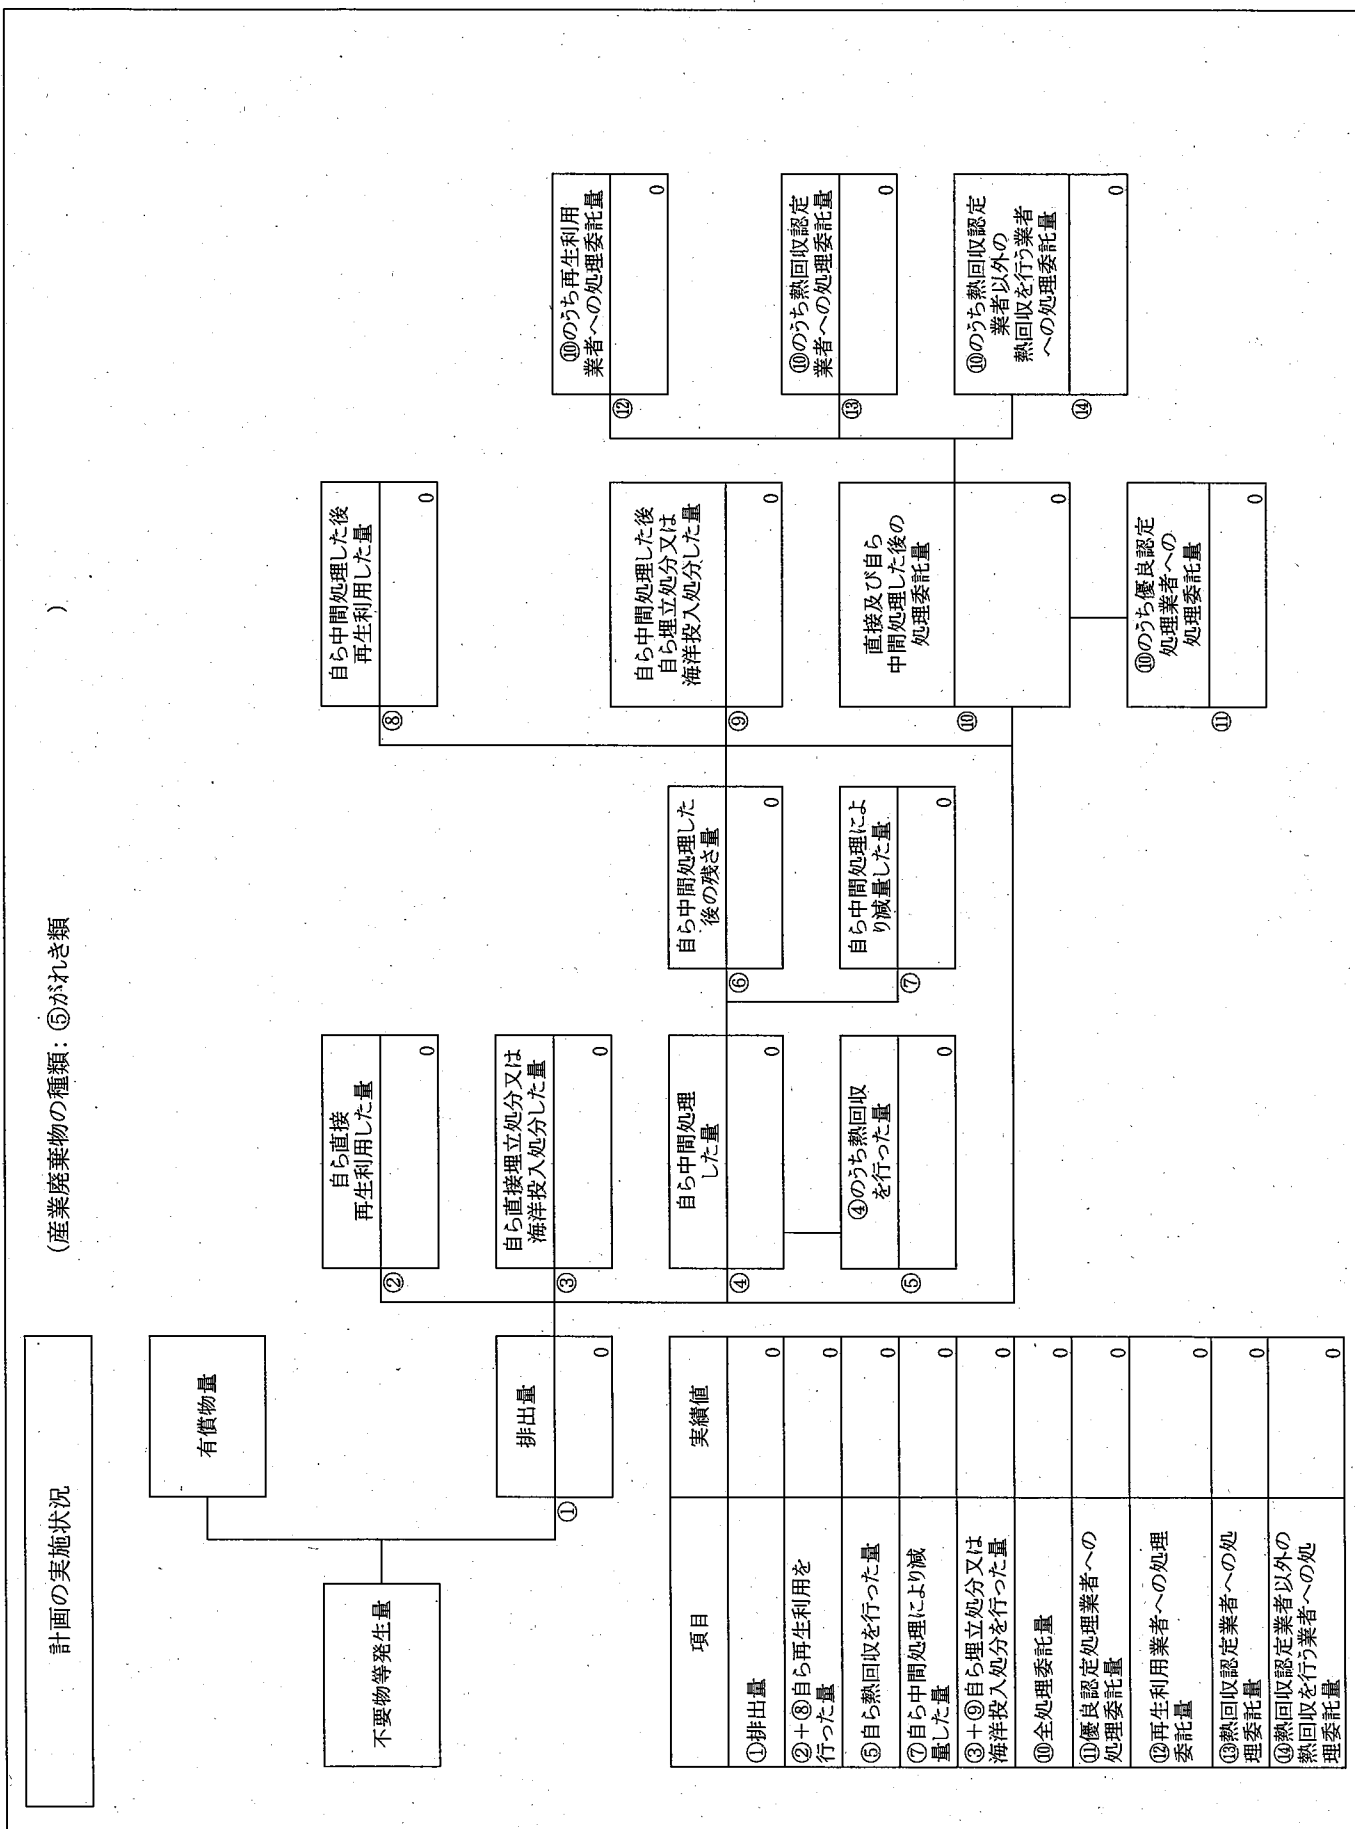 計画の実施状況
(産業廃棄物の種類：⑤がれき類　)
不要物等発生量
有償物量
①
排出量
0
②
自ら直接
再生利用した量
0
③
自ら直接埋立処分又は
海洋投入処分した量
0
④
自ら中間処理
した量
0
⑤
④のうち熱回収
を行った量
0
⑥
自ら中間処理した
後の残さ量
0
⑦
自ら中間処理によ
り減量した量
0
⑧
自ら中間処理した後
再生利用した量
0
⑨
自ら中間処理した後
自ら埋立処分又は
海洋投入処分した量
0
⑩
直接及び自ら
中間処理した後の
処理委託量
0
⑪
⑩のうち優良認定
処理業者への
処理委託量
0
⑫
⑩のうち再生利用
業者への処理委託量
0
⑬
⑩のうち熱回収認定
業者への処理委託量
0
⑭
⑩のうち熱回収認定
業者以外の
熱回収を行う業者
への処理委託量
0
項目 実績値
①排出量 0
②＋⑧自ら再生利用を
行った量 0
⑤自ら熱回収を行った量 0
⑦自ら中間処理により減
量した量 0
③＋⑨自ら埋立処分又は
海洋投入処分を行った量 0
⑩全処理委託量 0
⑪優良認定処理業者への
処理委託量 0
⑫再生利用業者への処理
委託量 0
⑬熱回収認定業者への処
理委託量 0
⑭熱回収認定業者以外の
熱回収を行う業者への処
理委託量 0